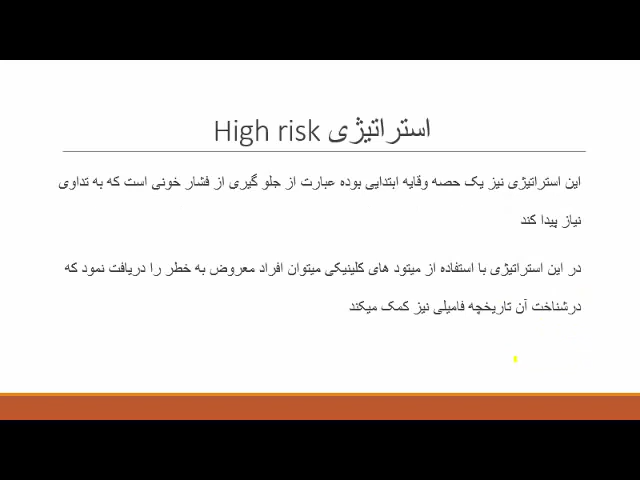 استراتیژی High risk
این استراتیژی نیز یک حصه وقایه ابتدایی بوده عبارت از جلو گیری از فشار خونی است که به تداوی
نیاز پیدا کند
در این استراتیژی با استفاده از میتود های کلینیکی میتوان افراد معروض به خطر را دریافت نمود که
درشناخت آن تاریخچه فامیلی نیز کمک میکند